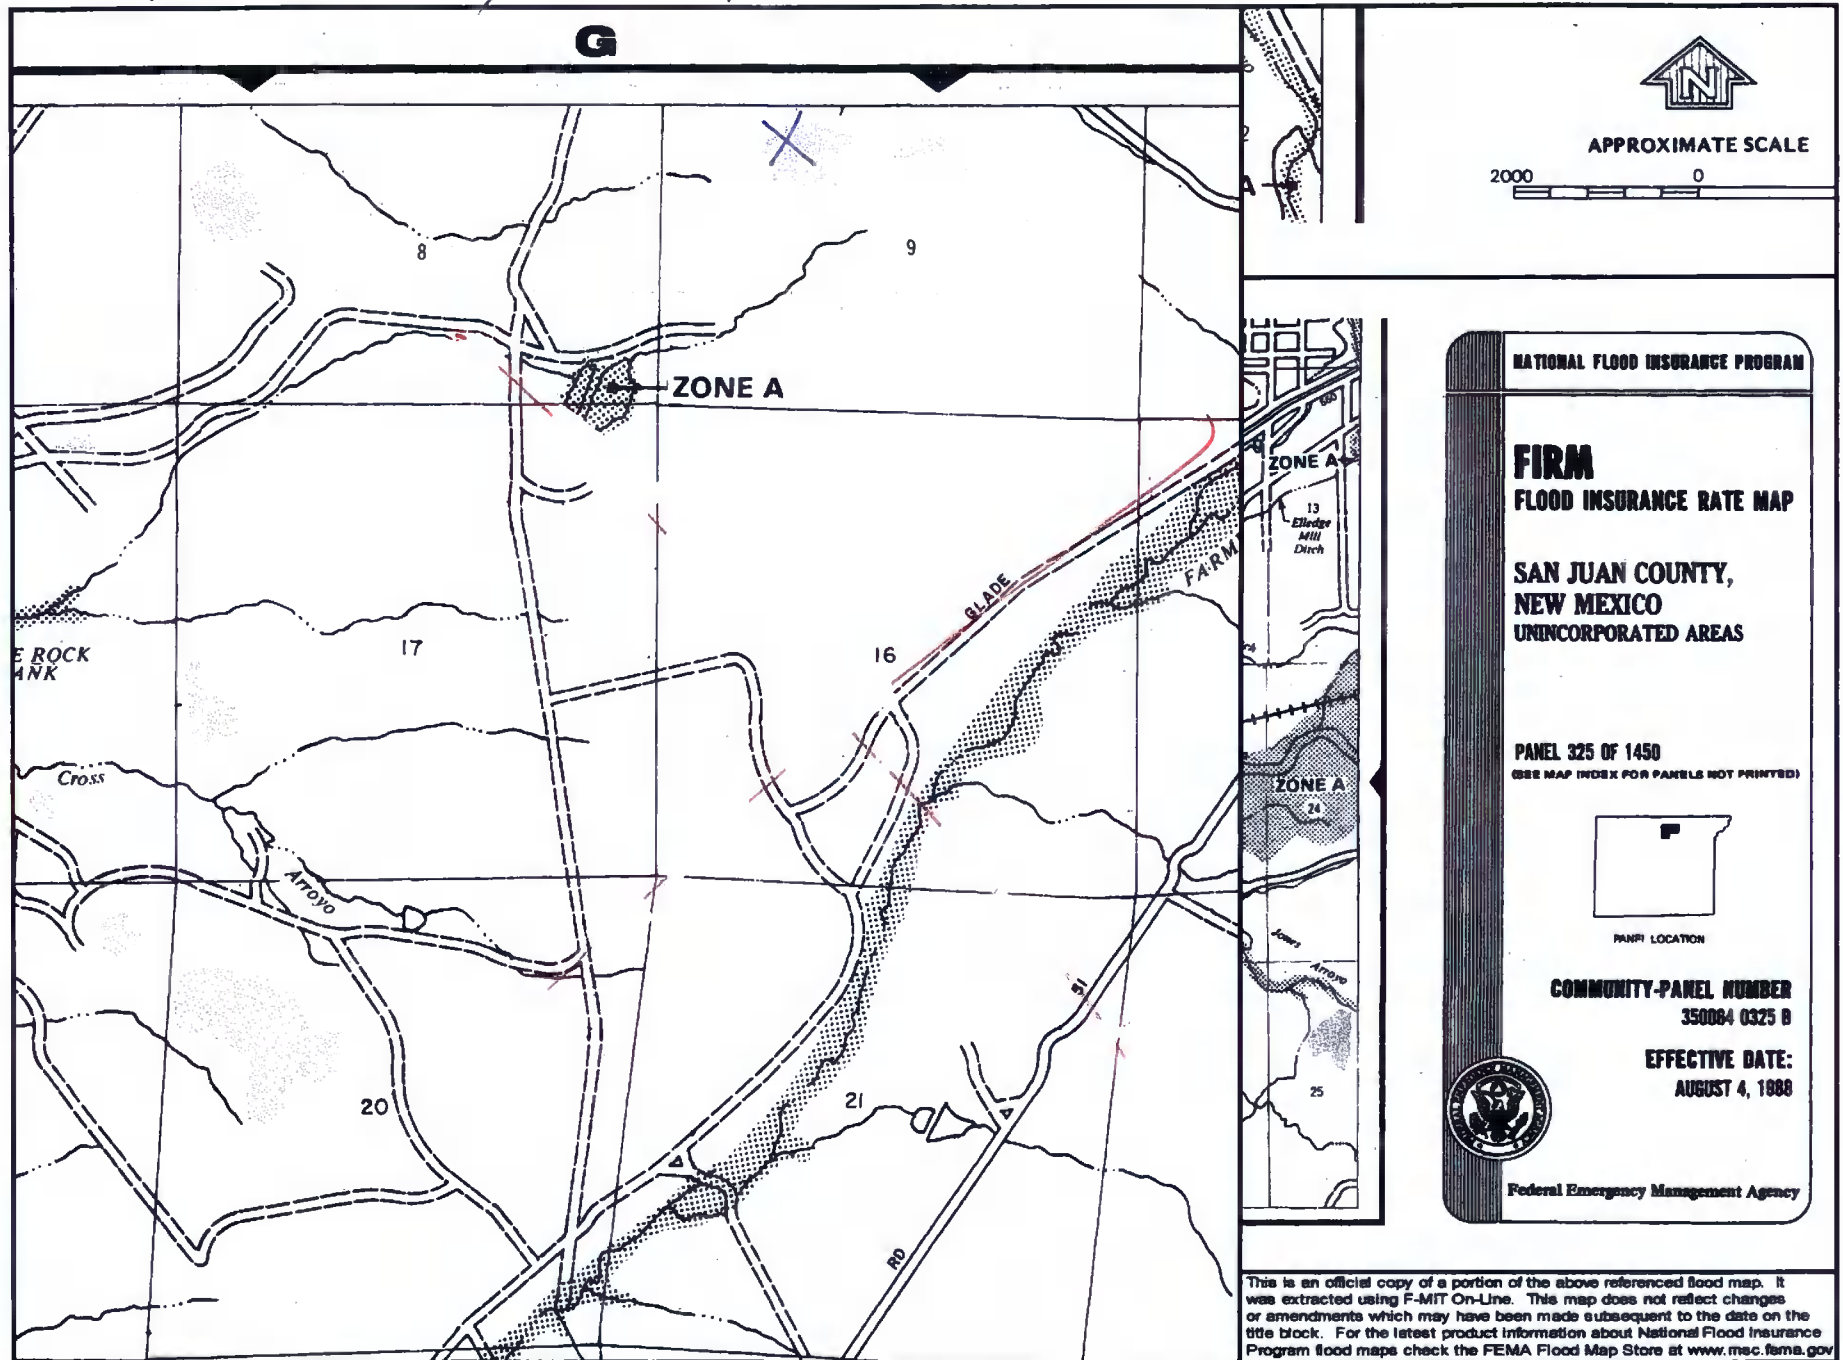 G
8
9
ZONE A
E ROCK
ANK
17
16
GLADE
FARM
Cross
Arroyo
51
20
21
RD
A
ZONE A
13
Elledge
Mill
Ditch
ZONE A
24
Jones
Arroyo
25
N
APPROXIMATE SCALE
2000 0
NATIONAL FLOOD INSURANCE PROGRAM
FIRM
FLOOD INSURANCE RATE MAP
SAN JUAN COUNTY,
NEW MEXICO
UNINCORPORATED AREAS
PANEL 325 OF 1450
(SEE MAP INDEX FOR PANELS NOT PRINTED)
PANEL LOCATION
COMMUNITY-PANEL NUMBER
350064 0325 B
EFFECTIVE DATE:
AUGUST 4, 1988
Federal Emergency Management Agency
This is an official copy of a portion of the above referenced flood map. It
was extracted using F-MIT On-Line. This map does not reflect changes
or amendments which may have been made subsequent to the date on the
title block. For the latest product information about National Flood Insurance
Program flood maps check the FEMA Flood Map Store at www.msc.fema.gov